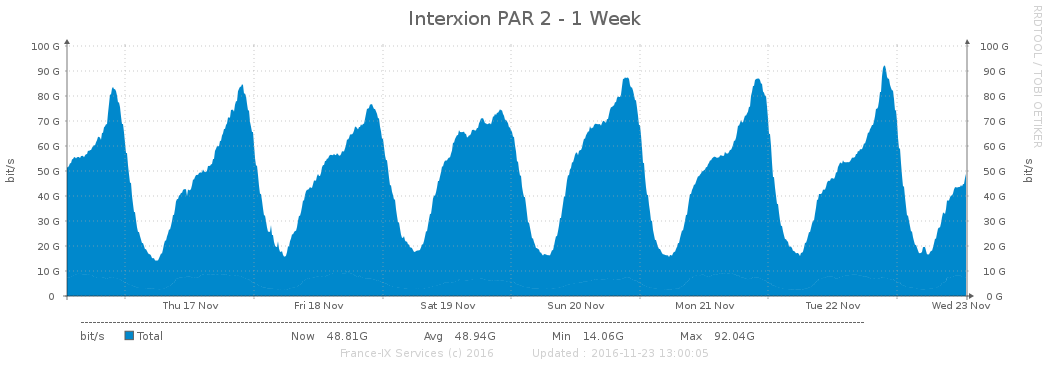 Interxion PAR 2 - 1 Week
RRDTOOL / TOBI OETIKER
100 G 100 G
90 G 90 G
80 G 80 G
70 G 70 G
60 G 60 G
50 G 50 G
40 G 40 G
30 G 30 G
20 G 20 G
10 G 10 G
0 0 G
bit/s bit/s
Thu 17 Nov Fri 18 Nov Sat 19 Nov Sun 20 Nov Mon 21 Nov Tue 22 Nov Wed 23 Nov
bit/s Total Now 48.81G Avg 48.94G Min 14.06G Max 92.04G
France-IX Services (c) 2016 Updated : 2016-11-23 13:00:05